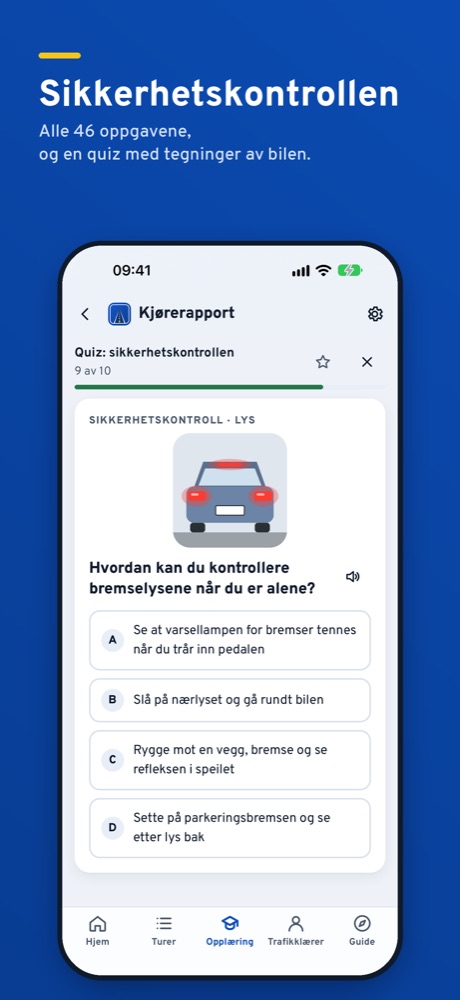 Sikkerhetskontrollen
Alle 46 oppgavene,
og en quiz med tegninger av bilen.
09:41
Kjørerapport
Quiz: sikkerhetskontrollen
9 av 10
SIKKERHETSKONTROLL - LYS
Hvordan kan du kontrollere
bremselysene når du er alene?
A
Se at varsellampen for bremser tennes
når du trår inn pedalen
B
Slå på nærlyset og gå rundt bilen
C
Rygge mot en vegg, bremse og se
refleksen i speilet
D
Sette på parkeringsbremsen og se
etter lys bak
Hjem
Turer
Opplæring
Trafikklærer
Guide